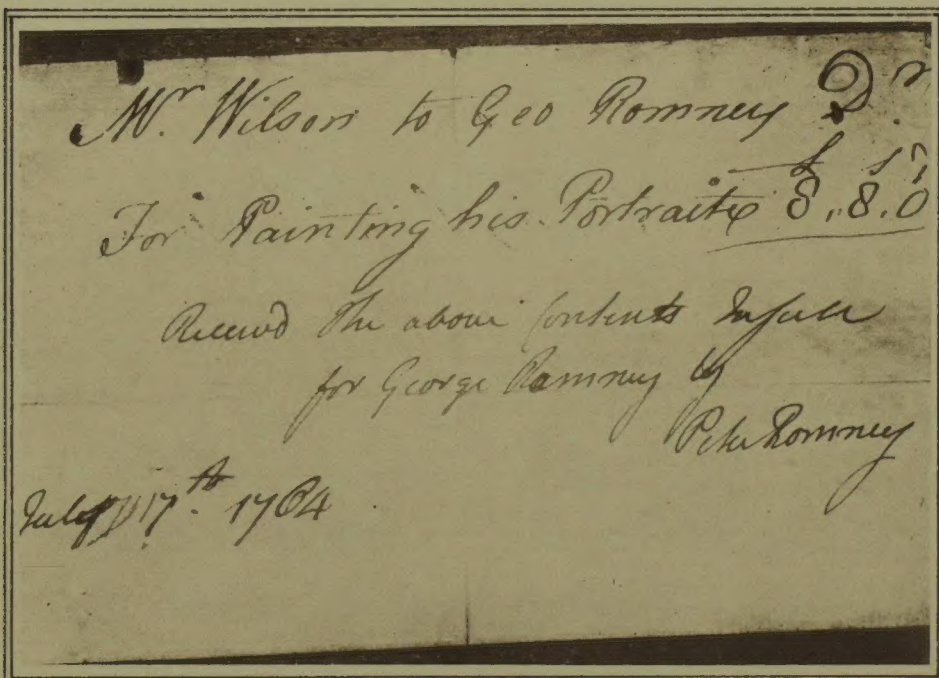 Mr Wilson to Geo Romney Dr
£ s
For Painting his Portrait 8.8.0
Receivd the above Contents In full
for George Romney by
Peter Romney
July 17th. 1764